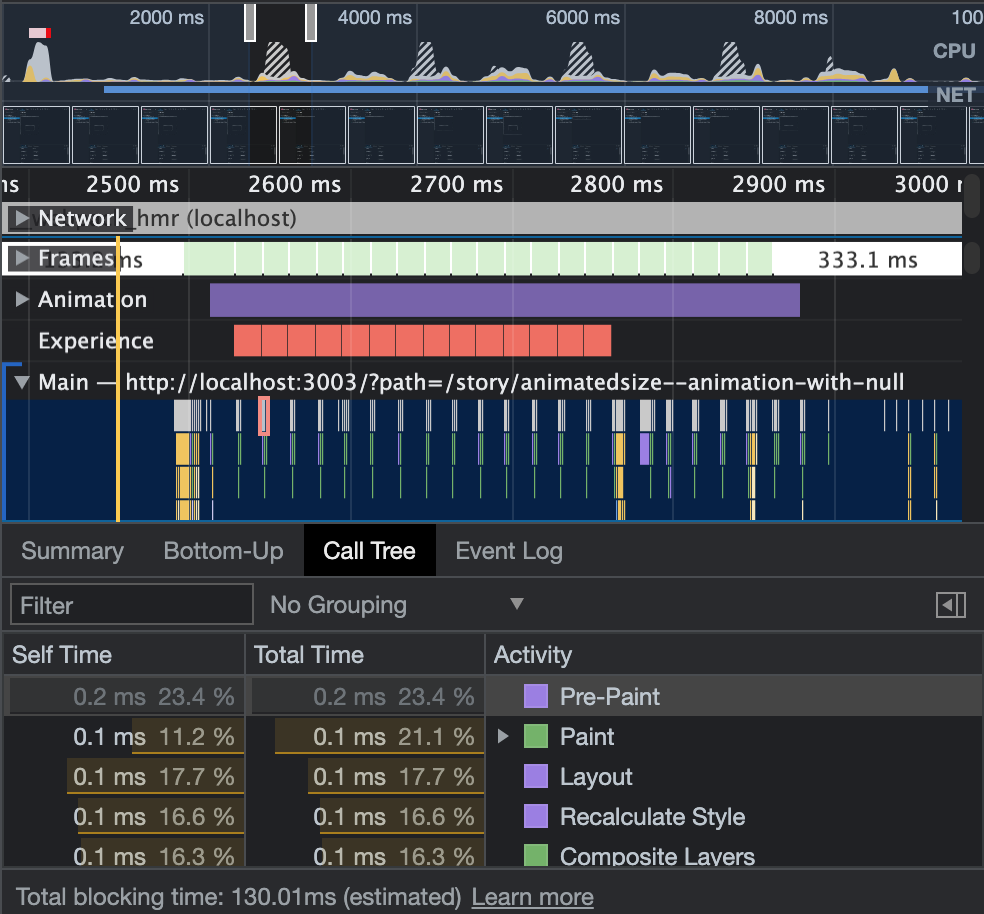 2000 ms 4000 ms 6000 ms 8000 ms 100
CPU
NET
ns 2500 ms 2600 ms 2700 ms 2800 ms 2900 ms 3000 r
Network _hmr (localhost)
Frames ms 333.1 ms
Animation
Experience
Main — http://localhost:3003/?path=/story/animatedsize--animation-with-null
Summary Bottom-Up Call Tree Event Log
Filter No Grouping
Self Time Total Time Activity
0.2 ms 23.4 % 0.2 ms 23.4 % Pre-Paint
0.1 ms 11.2 % 0.1 ms 21.1 % Paint
0.1 ms 17.7 % 0.1 ms 17.7 % Layout
0.1 ms 16.6 % 0.1 ms 16.6 % Recalculate Style
0.1 ms 16.3 % 0.1 ms 16.3 % Composite Layers
Total blocking time: 130.01ms (estimated) Learn more